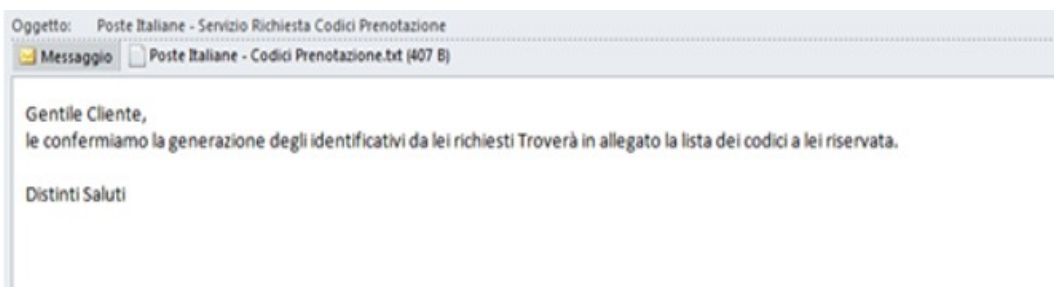 Oggetto: Poste Italiane - Servizio Richiesta Codici Prenotazione
Messaggio Poste Italiane - Codici Prenotazione.txt (407 B)
Gentile Cliente,
le confermiamo la generazione degli identificativi da lei richiesti Troverà in allegato la lista dei codici a lei riservata.
Distinti Saluti